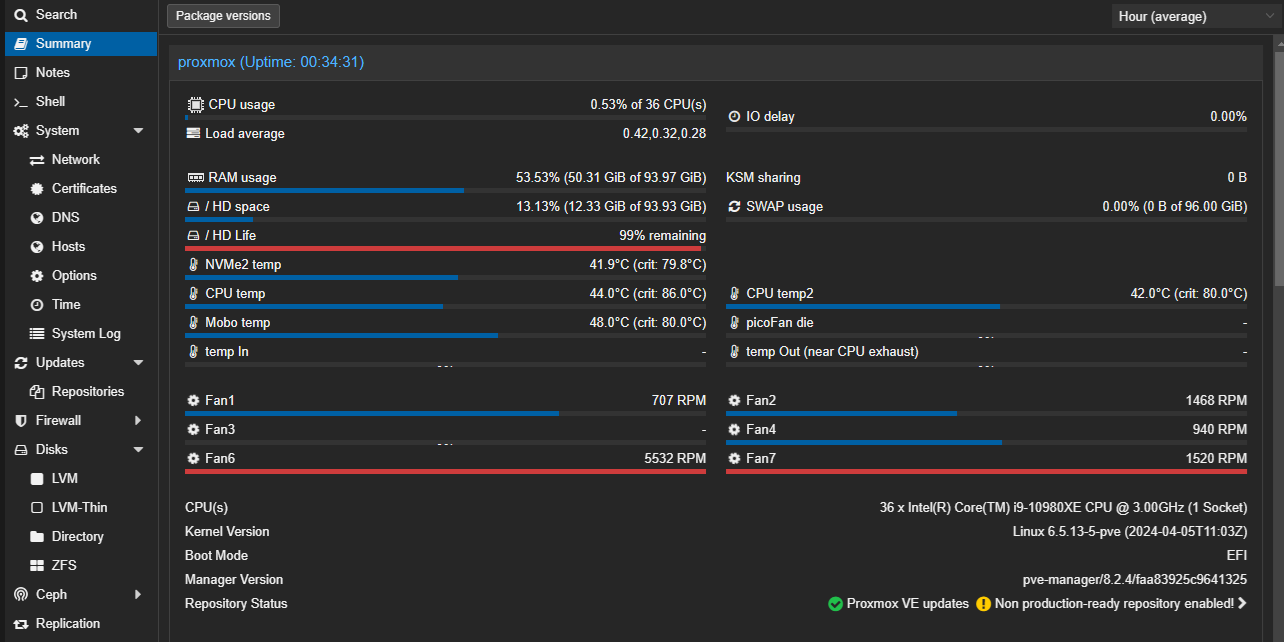 Search
Summary
Notes
Shell
System
Network
Certificates
DNS
Hosts
Options
Time
System Log
Updates
Repositories
Firewall
Disks
LVM
LVM-Thin
Directory
ZFS
Ceph
Replication
Package versions
Hour (average)
proxmox (Uptime: 00:34:31)
CPU usage 0.53% of 36 CPU(s)
IO delay 0.00%
Load average 0.42,0.32,0.28
RAM usage 53.53% (50.31 GiB of 93.97 GiB)
KSM sharing 0 B
/ HD space 13.13% (12.33 GiB of 93.93 GiB)
SWAP usage 0.00% (0 B of 96.00 GiB)
/ HD Life 99% remaining
NVMe2 temp 41.9°C (crit: 79.8°C)
CPU temp 44.0°C (crit: 86.0°C)
CPU temp2 42.0°C (crit: 80.0°C)
Mobo temp 48.0°C (crit: 80.0°C)
picoFan die -
temp In -
temp Out (near CPU exhaust) -
Fan1 707 RPM
Fan2 1468 RPM
Fan3 -
Fan4 940 RPM
Fan6 5532 RPM
Fan7 1520 RPM
CPU(s) 36 x Intel(R) Core(TM) i9-10980XE CPU @ 3.00GHz (1 Socket)
Kernel Version Linux 6.5.13-5-pve (2024-04-05T11:03Z)
Boot Mode EFI
Manager Version pve-manager/8.2.4/faa83925c9641325
Repository Status Proxmox VE updates Non production-ready repository enabled!